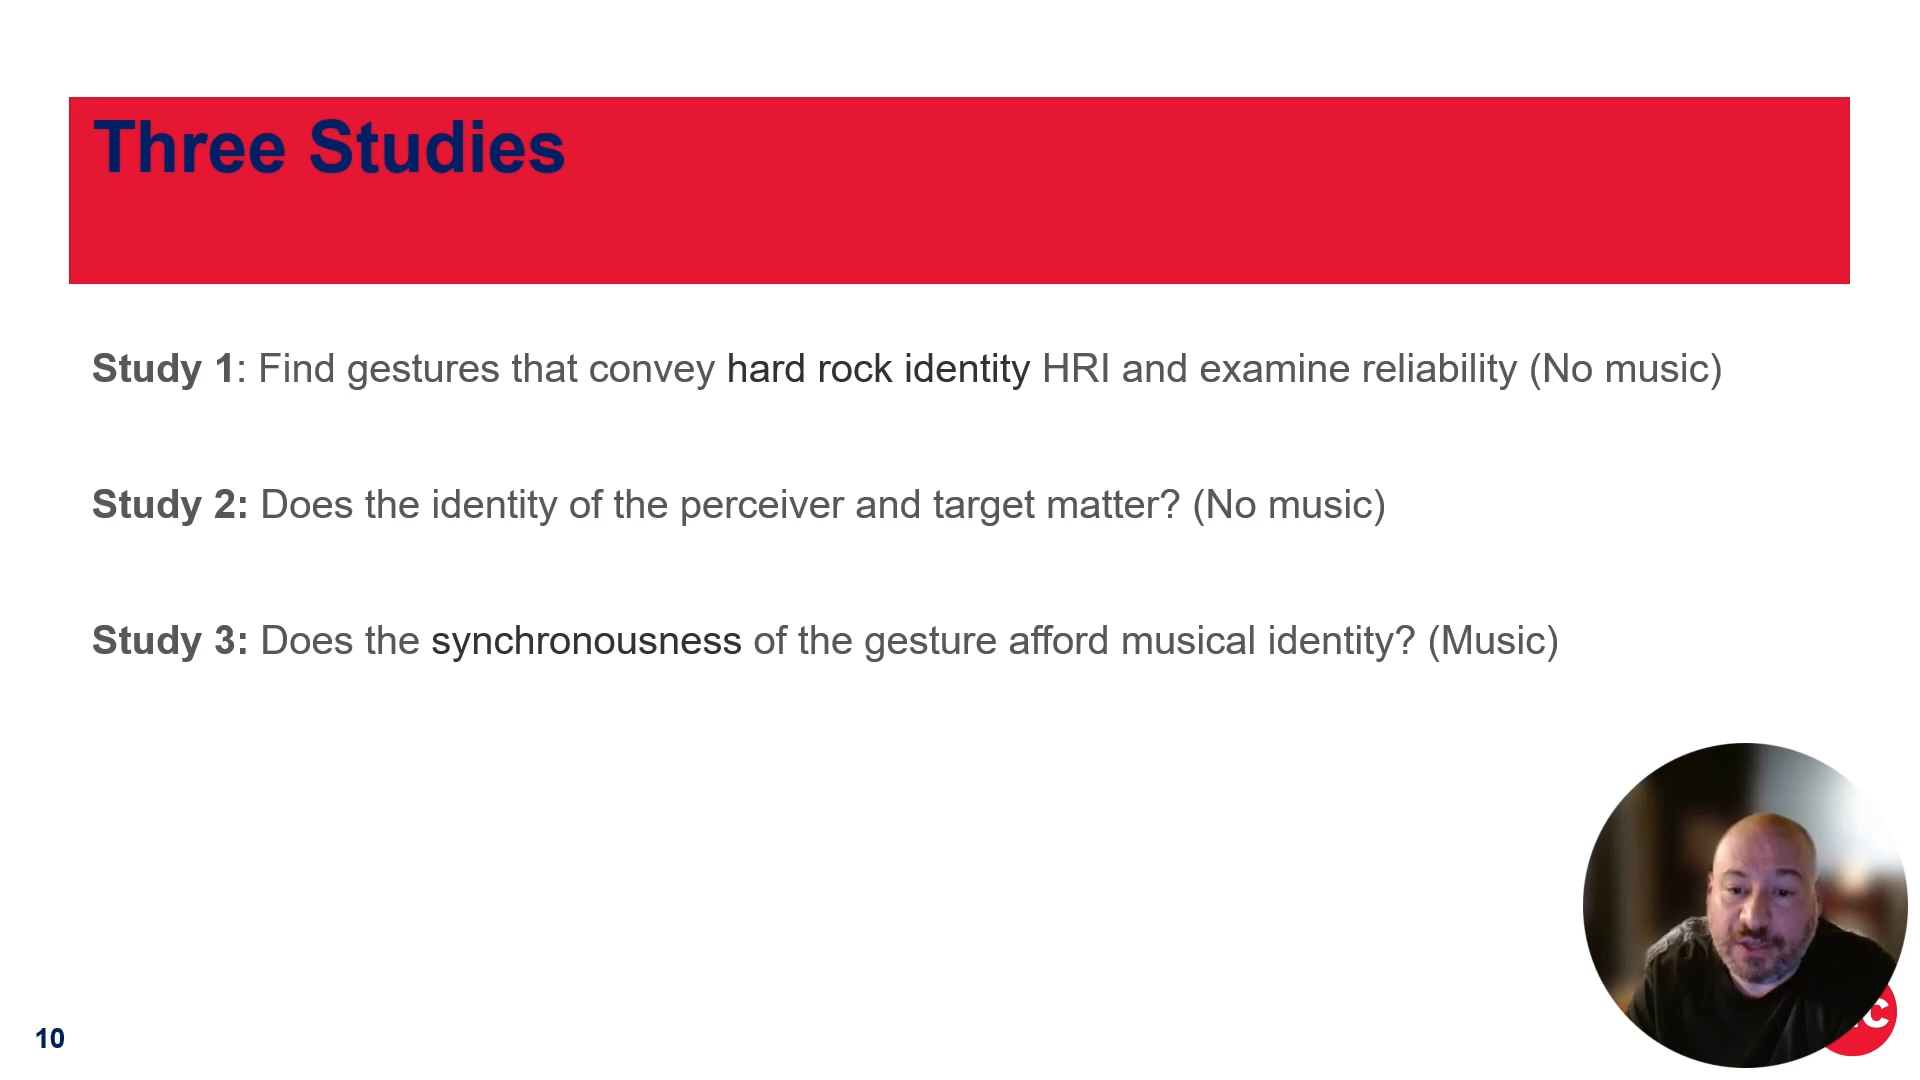 Three Studies
Study 1: Find gestures that convey hard rock identity HRI and examine reliability (No music)
Study 2: Does the identity of the perceiver and target matter? (No music)
Study 3: Does the synchronousness of the gesture afford musical identity? (Music)
10